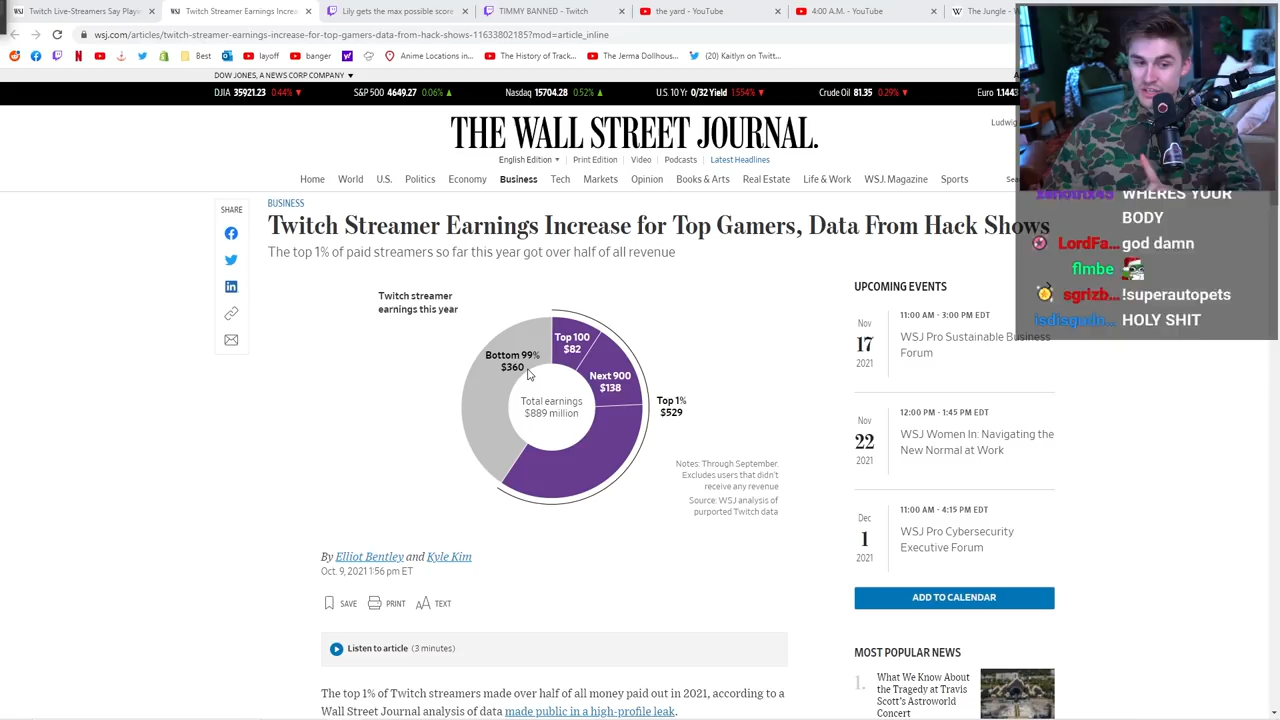 Twitch Live-Streamers Say Play
Twitch Streamer Earnings Increa
Lily gets the max possible score
TIMMY BANNED - Twitch
the yard - YouTube
4:00 A.M. - YouTube
The Jungle
wsj.com/articles/twitch-streamer-earnings-increase-for-top-gamers-data-from-hack-shows-11633802185?mod=article_inline
Best
layoff
banger
Anime Locations in...
The History of Track...
The Jerma Dollhous...
(20) Kaitlyn on Twitt...
DOW JONES, A NEWS CORP COMPANY
DJIA 35921.23 0.44% ▼
S&P 500 4649.27 0.06% ▲
Nasdaq 15704.28 0.52% ▲
U.S. 10 Yr 0/32 Yield 1.554% ▼
Crude Oil 81.35 0.29% ▼
Euro 1.1443
THE WALL STREET JOURNAL.
Ludwig
English Edition
Print Edition
Video
Podcasts
Latest Headlines
Home World U.S. Politics Economy Business Tech Markets Opinion Books & Arts Real Estate Life & Work WSJ. Magazine Sports
WHERES YOUR
BODY
LordFa... god damn
flmbe
sgrizb... !superautopets
HOLY SHIT
SHARE
BUSINESS
Twitch Streamer Earnings Increase for Top Gamers, Data From Hack Shows
The top 1% of paid streamers so far this year got over half of all revenue
Twitch streamer
earnings this year
Top 100
$82
Bottom 99%
$360
Next 900
$138
Total earnings
$889 million
Top 1%
$529
Notes: Through September.
Excludes users that didn't
receive any revenue
Source: WSJ analysis of
purported Twitch data
By Elliot Bentley and Kyle Kim
Oct. 9, 2021 1:56 pm ET
SAVE PRINT AA TEXT
Listen to article (3 minutes)
The top 1% of Twitch streamers made over half of all money paid out in 2021, according to a
Street Journal analysis of data made public in a high-profile leak.
UPCOMING EVENTS
Nov
17
2021
11:00 AM - 3:00 PM EDT
WSJ Pro Sustainable Business
Forum
Nov
22
2021
12:00 PM - 1:45 PM EDT
WSJ Women In: Navigating the
New Normal at Work
Dec
1
2021
11:00 AM - 4:15 PM EDT
WSJ Pro Cybersecurity
Executive Forum
ADD TO CALENDAR
MOST POPULAR NEWS
1.
What We Know About
the Tragedy at Travis
Scott's Astroworld
Concert